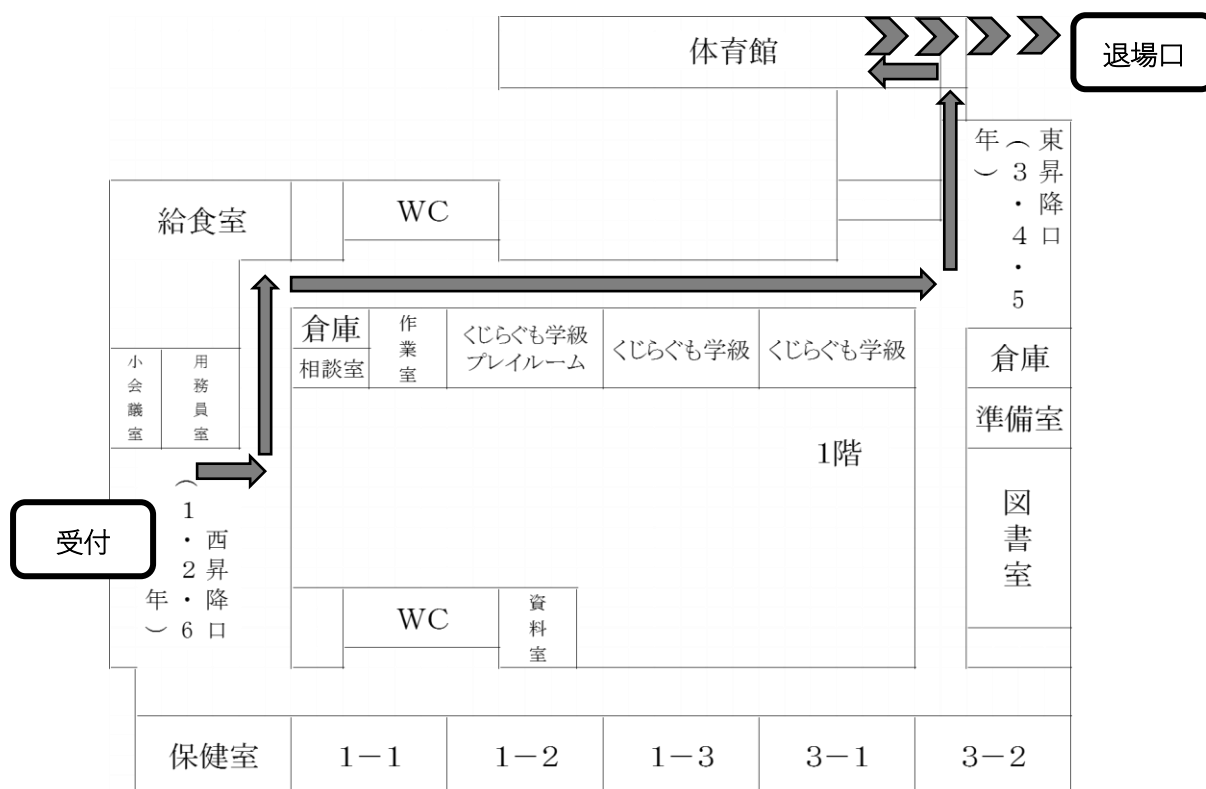 体育館
退場口
東昇降口
（3・4・5
年）
給食室
WC
倉庫
相談室
作業室
くじらぐも学級
プレイルーム
くじらぐも学級
くじらぐも学級
倉庫
小会議室
用務員室
準備室
1階
図書室
受付
西昇降口
（1・2・6
年）
WC
資料室
保健室
1－1
1－2
1－3
3－1
3－2